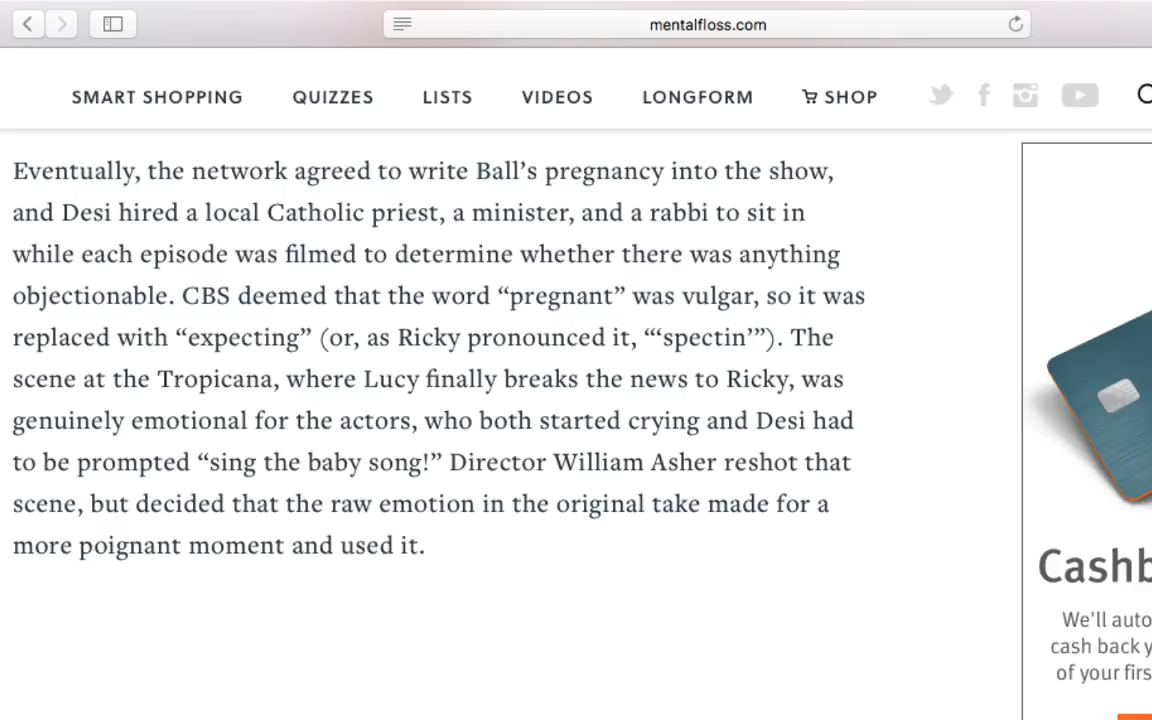 mentalfloss.com
SMART SHOPPING QUIZZES LISTS VIDEOS LONGFORM SHOP
Eventually, the network agreed to write Ball’s pregnancy into the show,
and Desi hired a local Catholic priest, a minister, and a rabbi to sit in
while each episode was filmed to determine whether there was anything
objectionable. CBS deemed that the word “pregnant” was vulgar, so it was
replaced with “expecting” (or, as Ricky pronounced it, “‘spectin’”). The
scene at the Tropicana, where Lucy finally breaks the news to Ricky, was
genuinely emotional for the actors, who both started crying and Desi had
to be prompted “sing the baby song!” Director William Asher reshot that
scene, but decided that the raw emotion in the original take made for a
more poignant moment and used it.
Cashb
We'll auto
cash back y
of your firs